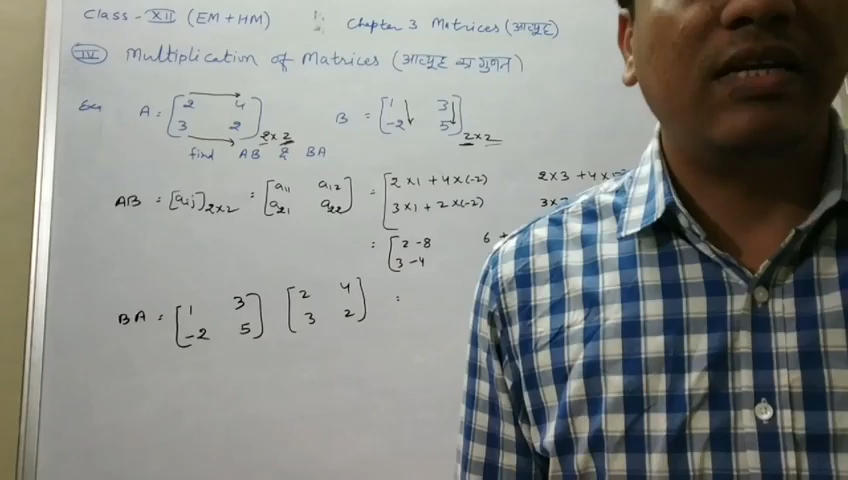 Class - XII (EM + HM) Chapter 3 Matrices (आव्यूह)
IV Multiplication of Matrices (आव्यूह का गुणन)
Ex A = [2 4 3 2] 2×2 B = [1 3 -2 5] 2×2
find AB & BA
AB = [aij]2×2 = [a11 a12 a21 a22] = [2×1 + 4×(-2) 2×3 + 4×5 3×1 + 2×(-2) 3×
= [2 -8 6 + 3 -4
BA = [1 3 -2 5] [2 4 3 2] =